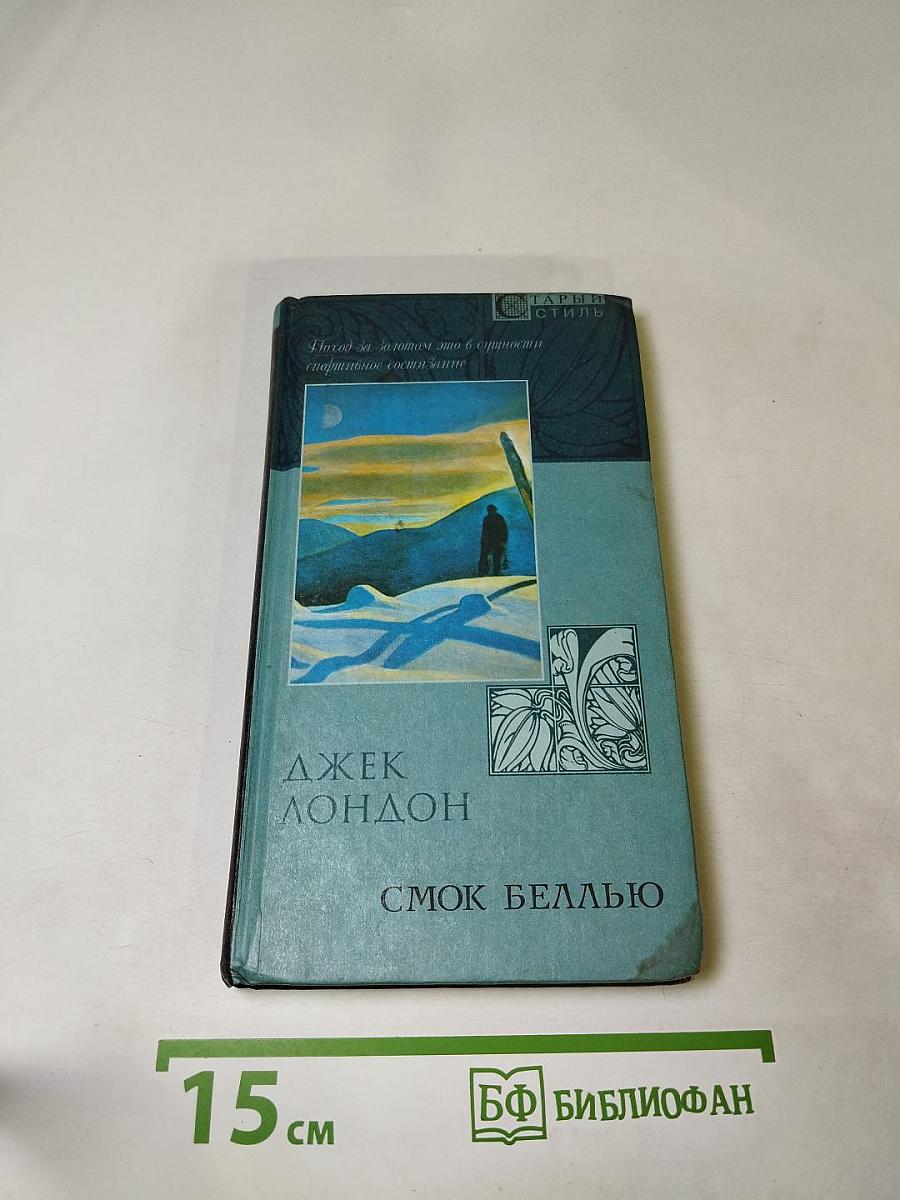 СТАРЫЙ
СТИЛЬ
Поход за золотом это в сущности
спортивное состязание
ДЖЕК
ЛОНДОН
СМОК БЕЛЛЬЮ
15 см
БФ БИБЛИОФАН